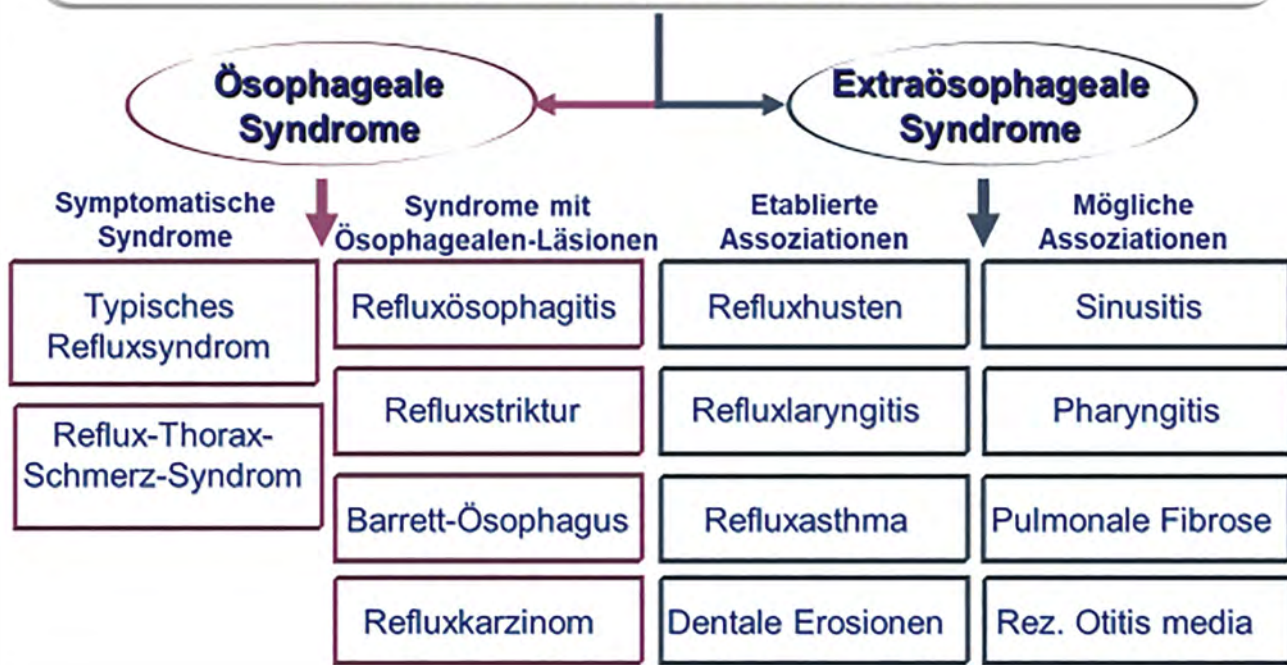 Ösophageale
Syndrome
Extraösophageale
Syndrome
Symptomatische
Syndrome
Typisches
Refluxsyndrom
Reflux-Thorax-
Schmerz-Syndrom
Syndrome mit
Ösophagealen-Läsionen
Refluxösophagitis
Refluxstriktur
Barrett-Ösophagus
Refluxkarzinom
Etablierte
Assoziationen
Refluxhusten
Refluxlaryngitis
Refluxasthma
Dentale Erosionen
Mögliche
Assoziationen
Sinusitis
Pharyngitis
Pulmonale Fibrose
Rez. Otitis media